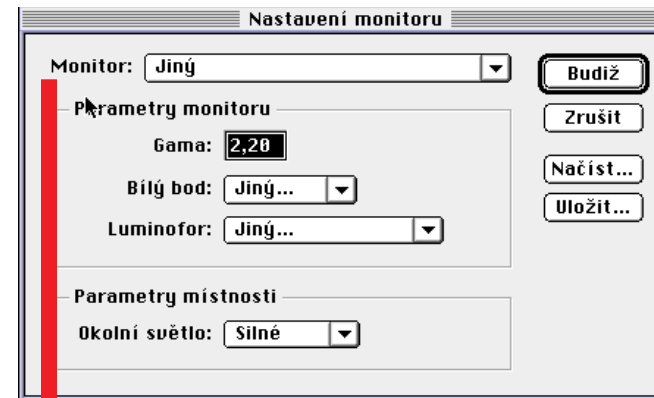 Nastavení monitoru
Monitor: Jiný
Budiž
Parametry monitoru
Zrušit
Gama: 2,20
Načíst...
Bílý bod: Jiný...
Uložit...
Luminofor: Jiný...
Parametry místnosti
Okolní světlo: Silné